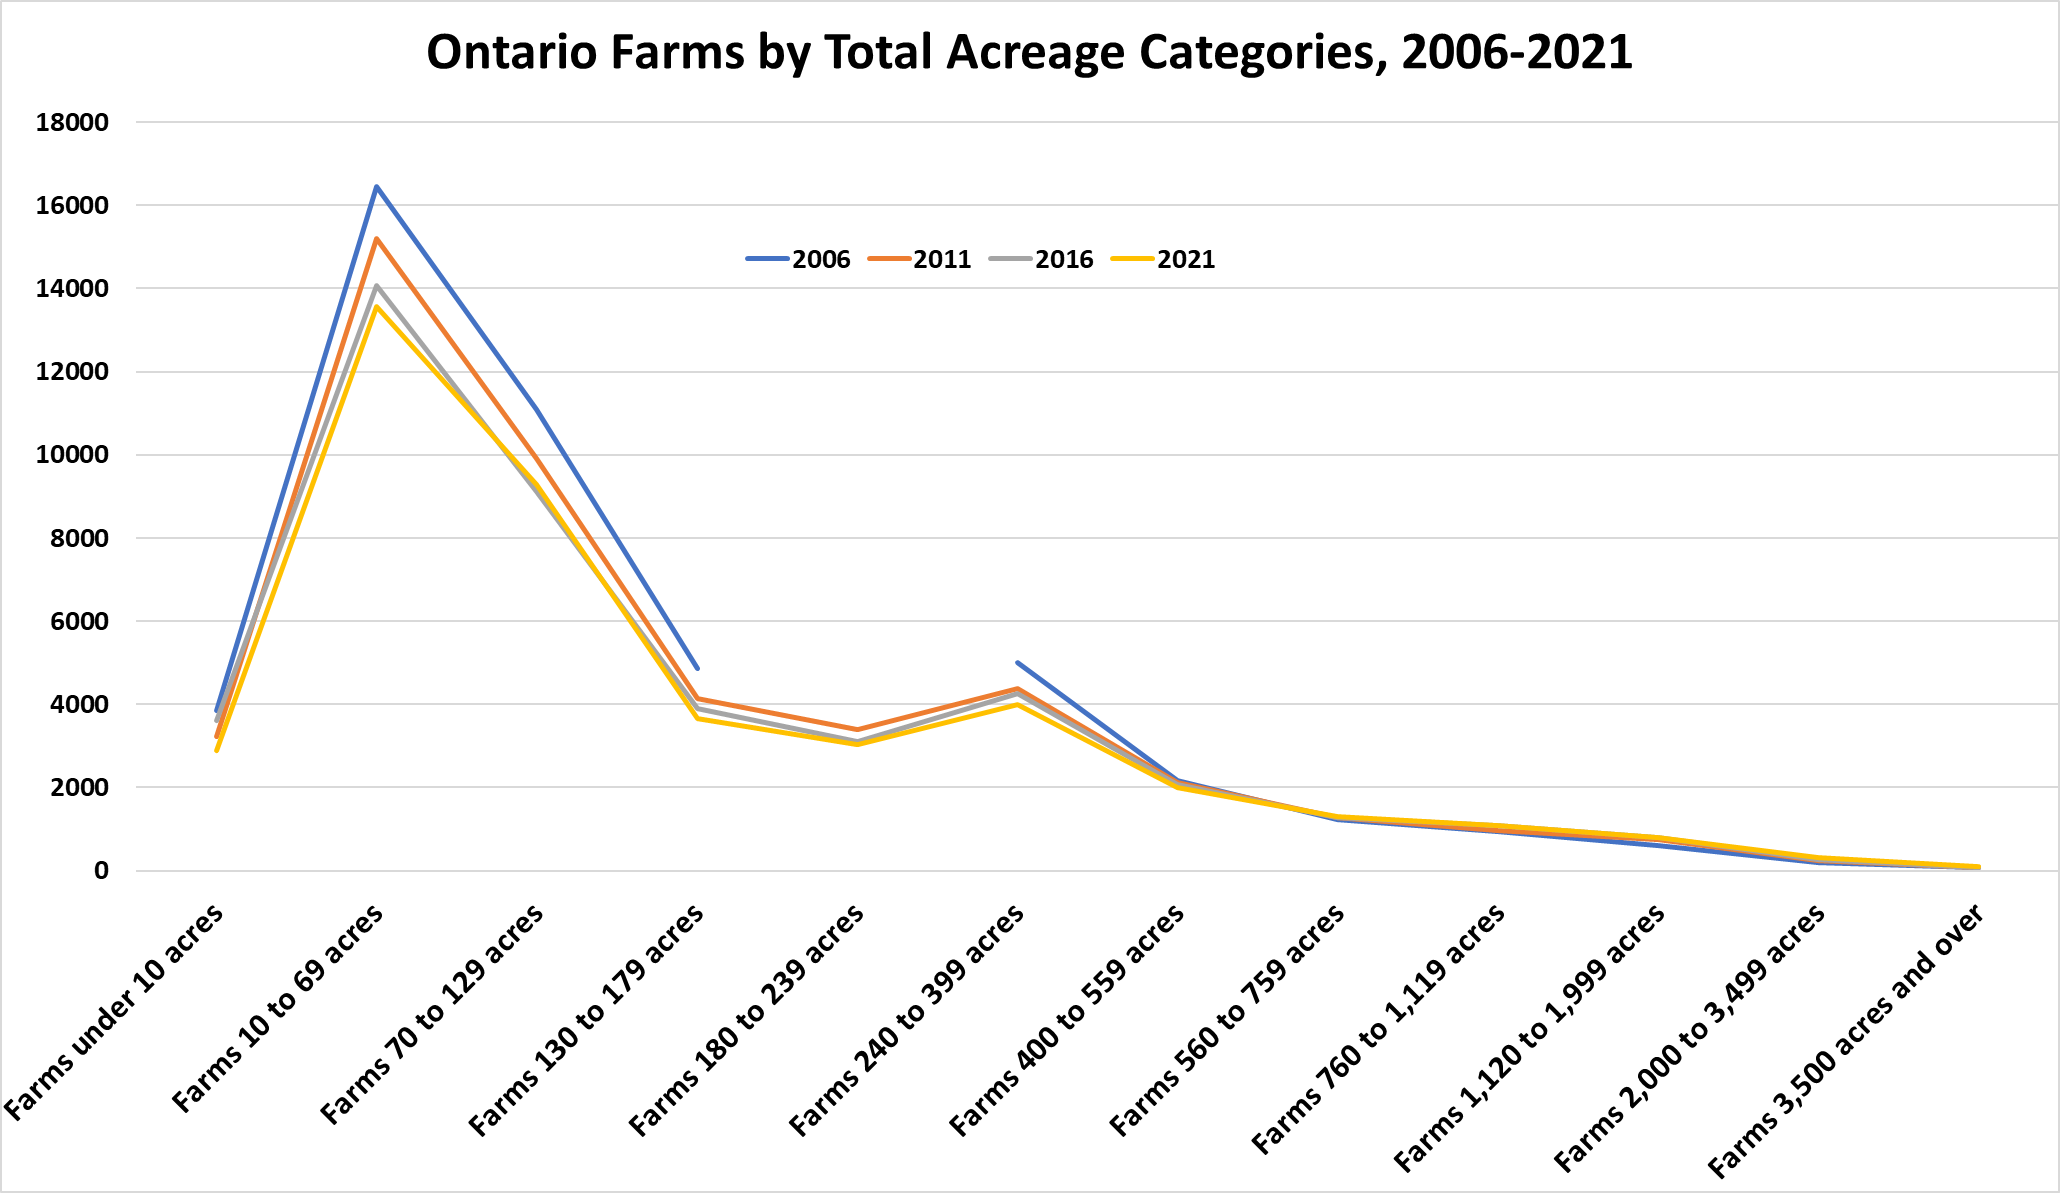 Ontario Farms by Total Acreage Categories, 2006-2021
18000
16000
2006 2011 2016 2021
14000
12000
10000
8000
6000
4000
2000
0
Farms under 10 acres
Farms 10 to 69 acres
Farms 70 to 129 acres
Farms 130 to 179 acres
Farms 180 to 239 acres
Farms 240 to 399 acres
Farms 400 to 559 acres
Farms 560 to 759 acres
Farms 760 to 1,119 acres
Farms 1,120 to 1,999 acres
Farms 2,000 to 3,499 acres
Farms 3,500 acres and over